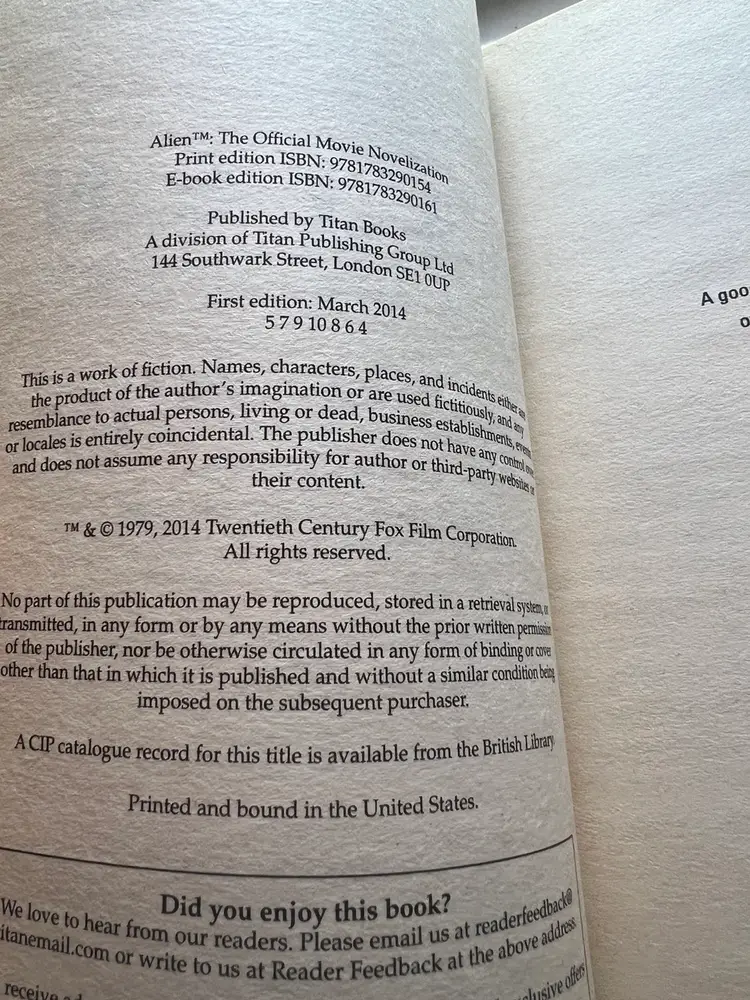 Alien™: The Official Movie Novelization
Print edition ISBN: 9781783290154
E-book edition ISBN: 9781783290161
Published by Titan Books
A division of Titan Publishing Group Ltd
144 Southwark Street, London SE1 0UP
First edition: March 2014
5 7 9 10 8 6 4
This is a work of fiction. Names, characters, places, and incidents either are
the product of the author's imagination or are used fictitiously, and any
resemblance to actual persons, living or dead, business establishments, events
or locales is entirely coincidental. The publisher does not have any control over
and does not assume any responsibility for author or third-party websites or
their content.
™ & © 1979, 2014 Twentieth Century Fox Film Corporation.
All rights reserved.
No part of this publication may be reproduced, stored in a retrieval system, or
transmitted, in any form or by any means without the prior written permission
of the publisher, nor be otherwise circulated in any form of binding or cover
other than that in which it is published and without a similar condition being
imposed on the subsequent purchaser.
A CIP catalogue record for this title is available from the British Library.
Printed and bound in the United States.
Did you enjoy this book?
We love to hear from our readers. Please email us at readerfeedback@
itanemail.com or write to us at Reader Feedback at the above address.
receive
offers
A goo
o